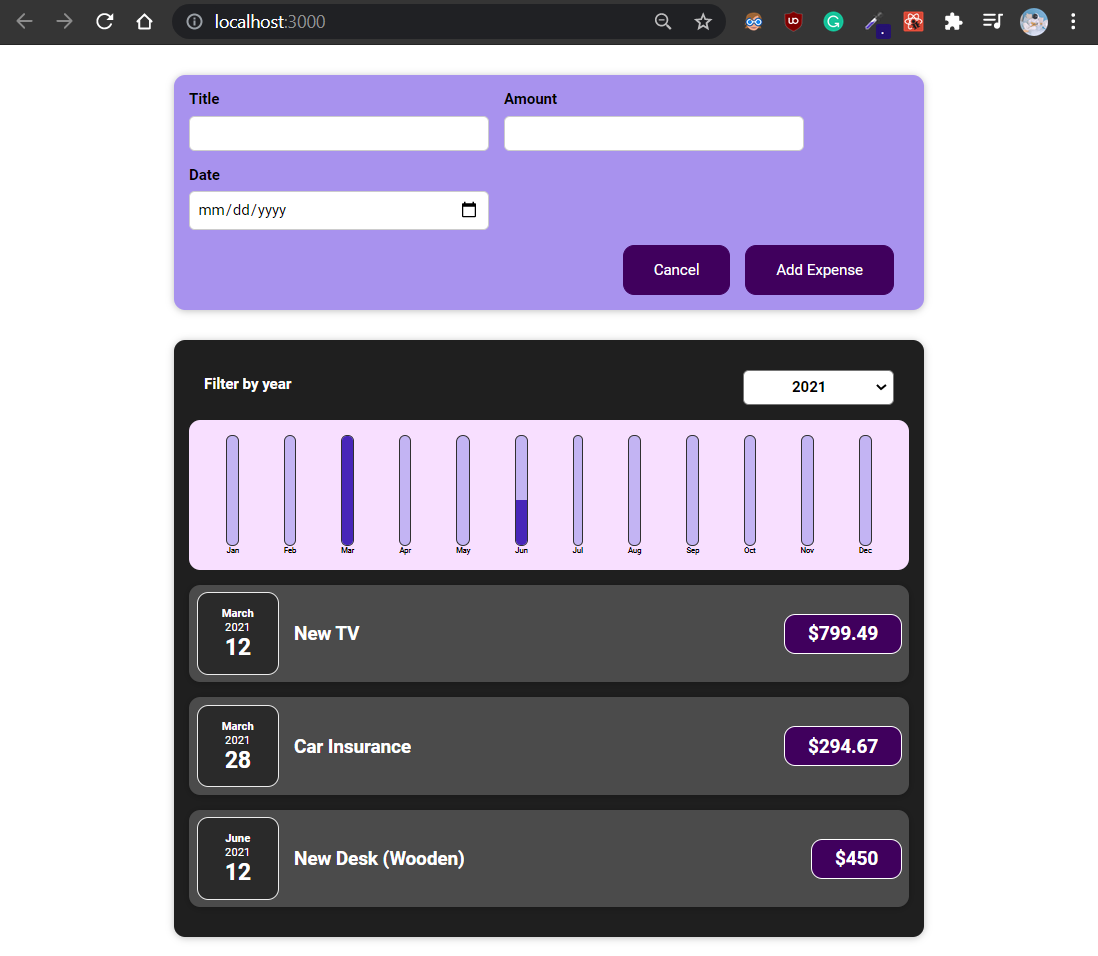 localhost:3000
Title Amount
Date
mm/dd/yyyy
Cancel Add Expense
Filter by year 2021
Jan Feb Mar Apr May Jun Jul Aug Sep Oct Nov Dec
March
2021
12
New TV $799.49
March
2021
28
Car Insurance $294.67
June
2021
12
New Desk (Wooden) $450